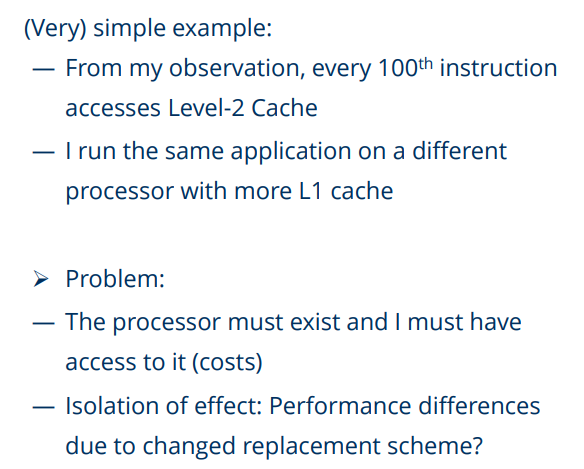 (Very) simple example:
— From my observation, every 100th instruction
accesses Level-2 Cache
— I run the same application on a different
processor with more L1 cache
➢ Problem:
— The processor must exist and I must have
access to it (costs)
— Isolation of effect: Performance differences
due to changed replacement scheme?